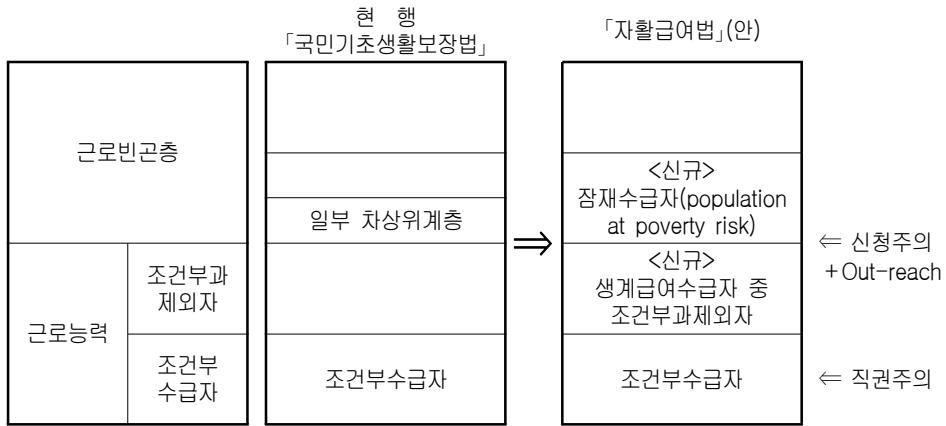 현 행
「국민기초생활보장법」
「자활급여법」(안)
근로빈곤층
근로능력
조건부과
제외자
조건부
수급자
일부 차상위계층
조건부수급자
⇒
<신규>
잠재수급자(population
at poverty risk)
<신규>
생계급여수급자 중
조건부과제외자
조건부수급자
⇐ 신청주의
+Out-reach
⇐ 직권주의